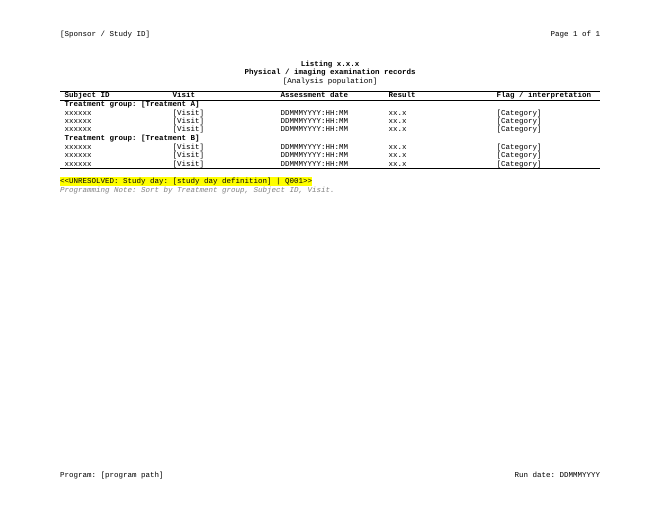 [Sponsor / Study ID] Page 1 of 1
Listing x.x.x
Physical / imaging examination records
[Analysis population]
Subject ID Visit Assessment date Result Flag / interpretation
Treatment group: [Treatment A]
xxxxxx [Visit] DDMMMYYYY:HH:MM xx.x [Category]
xxxxxx [Visit] DDMMMYYYY:HH:MM xx.x [Category]
xxxxxx [Visit] DDMMMYYYY:HH:MM xx.x [Category]
Treatment group: [Treatment B]
xxxxxx [Visit] DDMMMYYYY:HH:MM xx.x [Category]
xxxxxx [Visit] DDMMMYYYY:HH:MM xx.x [Category]
xxxxxx [Visit] DDMMMYYYY:HH:MM xx.x [Category]
<<UNRESOLVED: Study day: [study day definition] | Q001>>
Programming Note: Sort by Treatment group, Subject ID, Visit.
Program: [program path] Run date: DDMMMYYYY